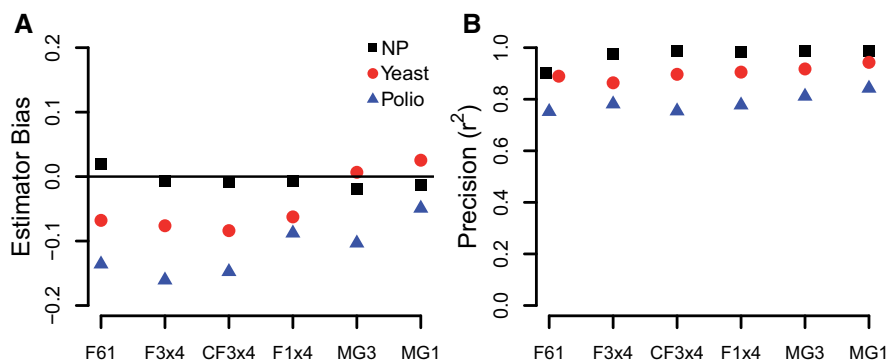 A
Estimator Bias
0.2
0.1
0.0
−0.1
−0.2
NP
Yeast
Polio
F61 F3x4 CF3x4 F1x4 MG3 MG1
B
Precision (r²)
1.0
0.8
0.6
0.4
0.2
0.0
F61 F3x4 CF3x4 F1x4 MG3 MG1